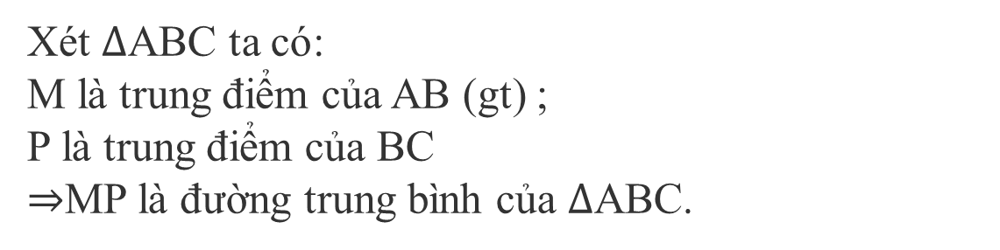 Xét ΔABC ta có:
M là trung điểm của AB (gt) ;
P là trung điểm của BC
⇒MP là đường trung bình của ΔABC.